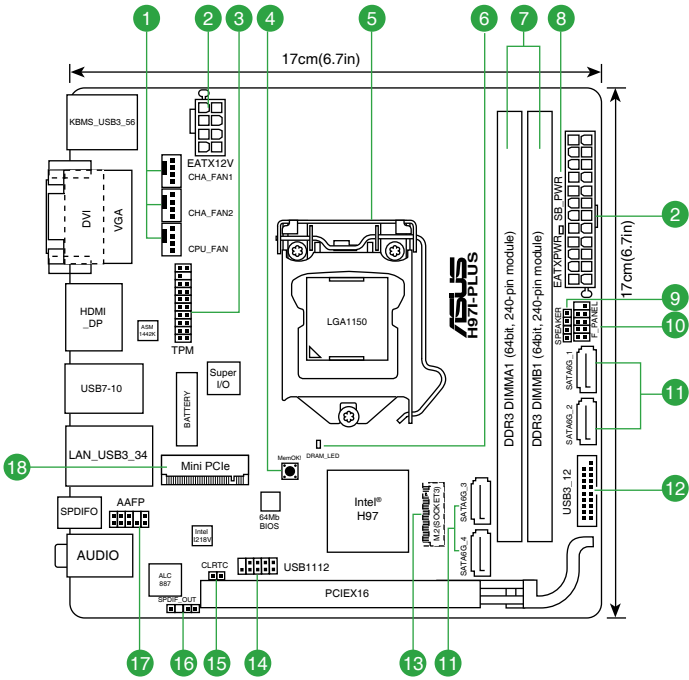 1 2 3 4 5 6 7 8
17cm(6.7in)
KBMS_USB3_56
EATX12V
CHA_FAN1
DVI
VGA
CHA_FAN2
CPU_FAN
SB_PWR
EATXPWR
2
17cm(6.7in)
ASUS
H97I-PLUS
DDR3 DIMMA1 (64bit, 240-pin module)
DDR3 DIMMB1 (64bit, 240-pin module)
HDMI
_DP
ASM
1442K
TPM
LGA1150
SPEAKER
F_PANEL
9
10
Super
I/O
USB7-10
BATTERY
SATA6G_1
SATA6G_2
11
LAN_USB3_34
18
Mini PCIe
MemOK!
DRAM_LED
64Mb
BIOS
Intel®
H97
M.2(SOCKET3)
SATA6G_3
SATA6G_4
USB3_12
12
SPDIFO
AAFP
Intel
I218V
AUDIO
ALC
887
CLRTC
USB1112
SPDIF_OUT
PCIEX16
17 16 15 14 13 11